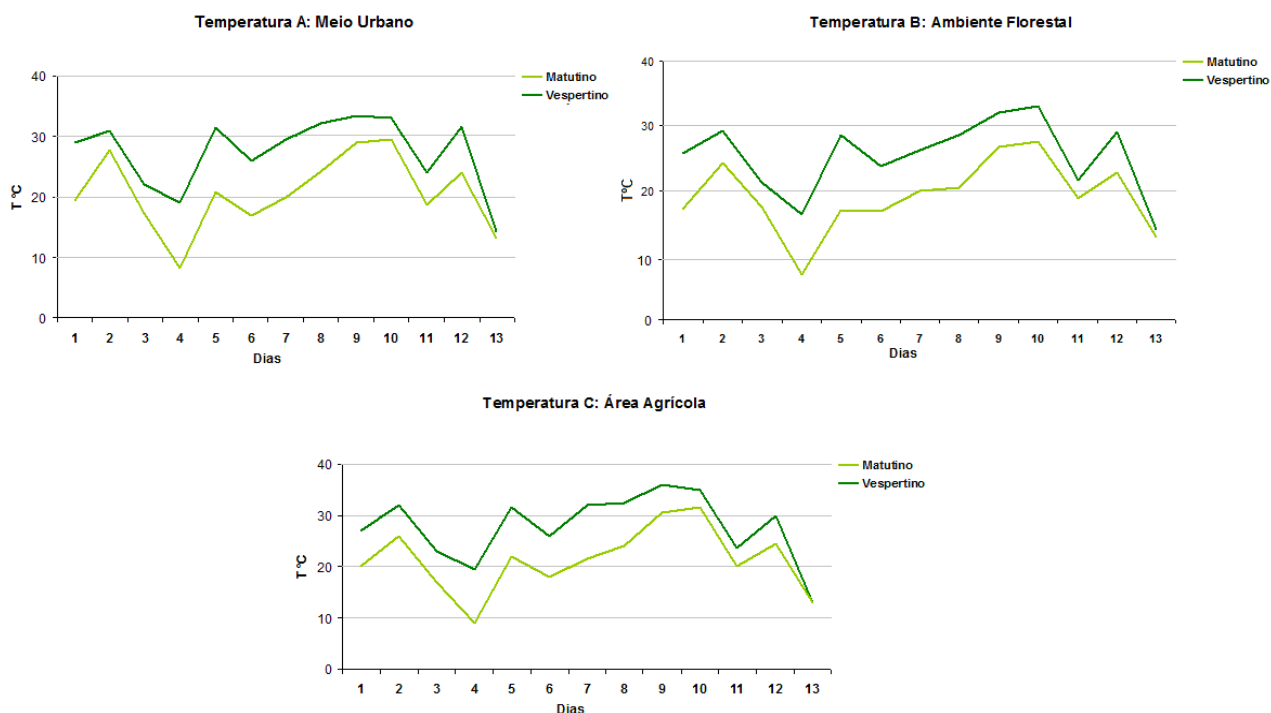 Temperatura A: Meio Urbano
Matutino
Vespertino
40
30
20
10
0
T ºC
1 2 3 4 5 6 7 8 9 10 11 12 13
Dias
Temperatura B: Ambiente Florestal
Matutino
Vespertino
40
30
20
10
0
TºC
1 2 3 4 5 6 7 8 9 10 11 12 13
Dias
Temperatura C: Área Agrícola
Matutino
Vespertino
40
30
20
10
0
T ºC
1 2 3 4 5 6 7 8 9 10 11 12 13
Dias